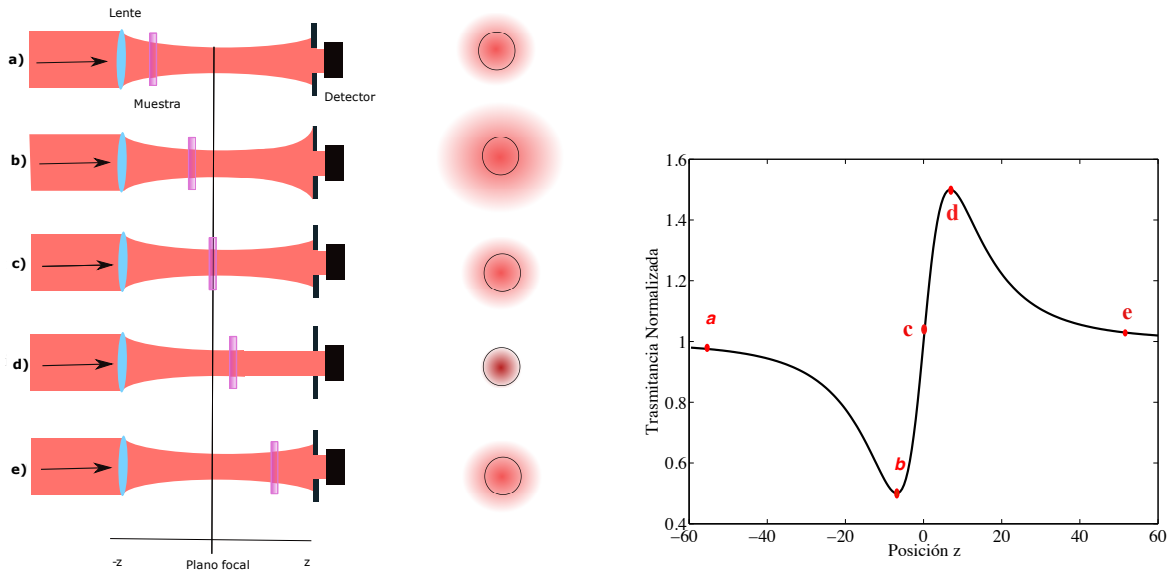 Lente
a)
Muestra
Detector
b)
c)
d)
e)
-z
Plano focal
z
Trasmitancia Normalizada
1.6
1.4
1.2
1
0.8
0.6
0.4
−60
−40
−20
0
20
40
60
Posición z
a
b
c
d
e